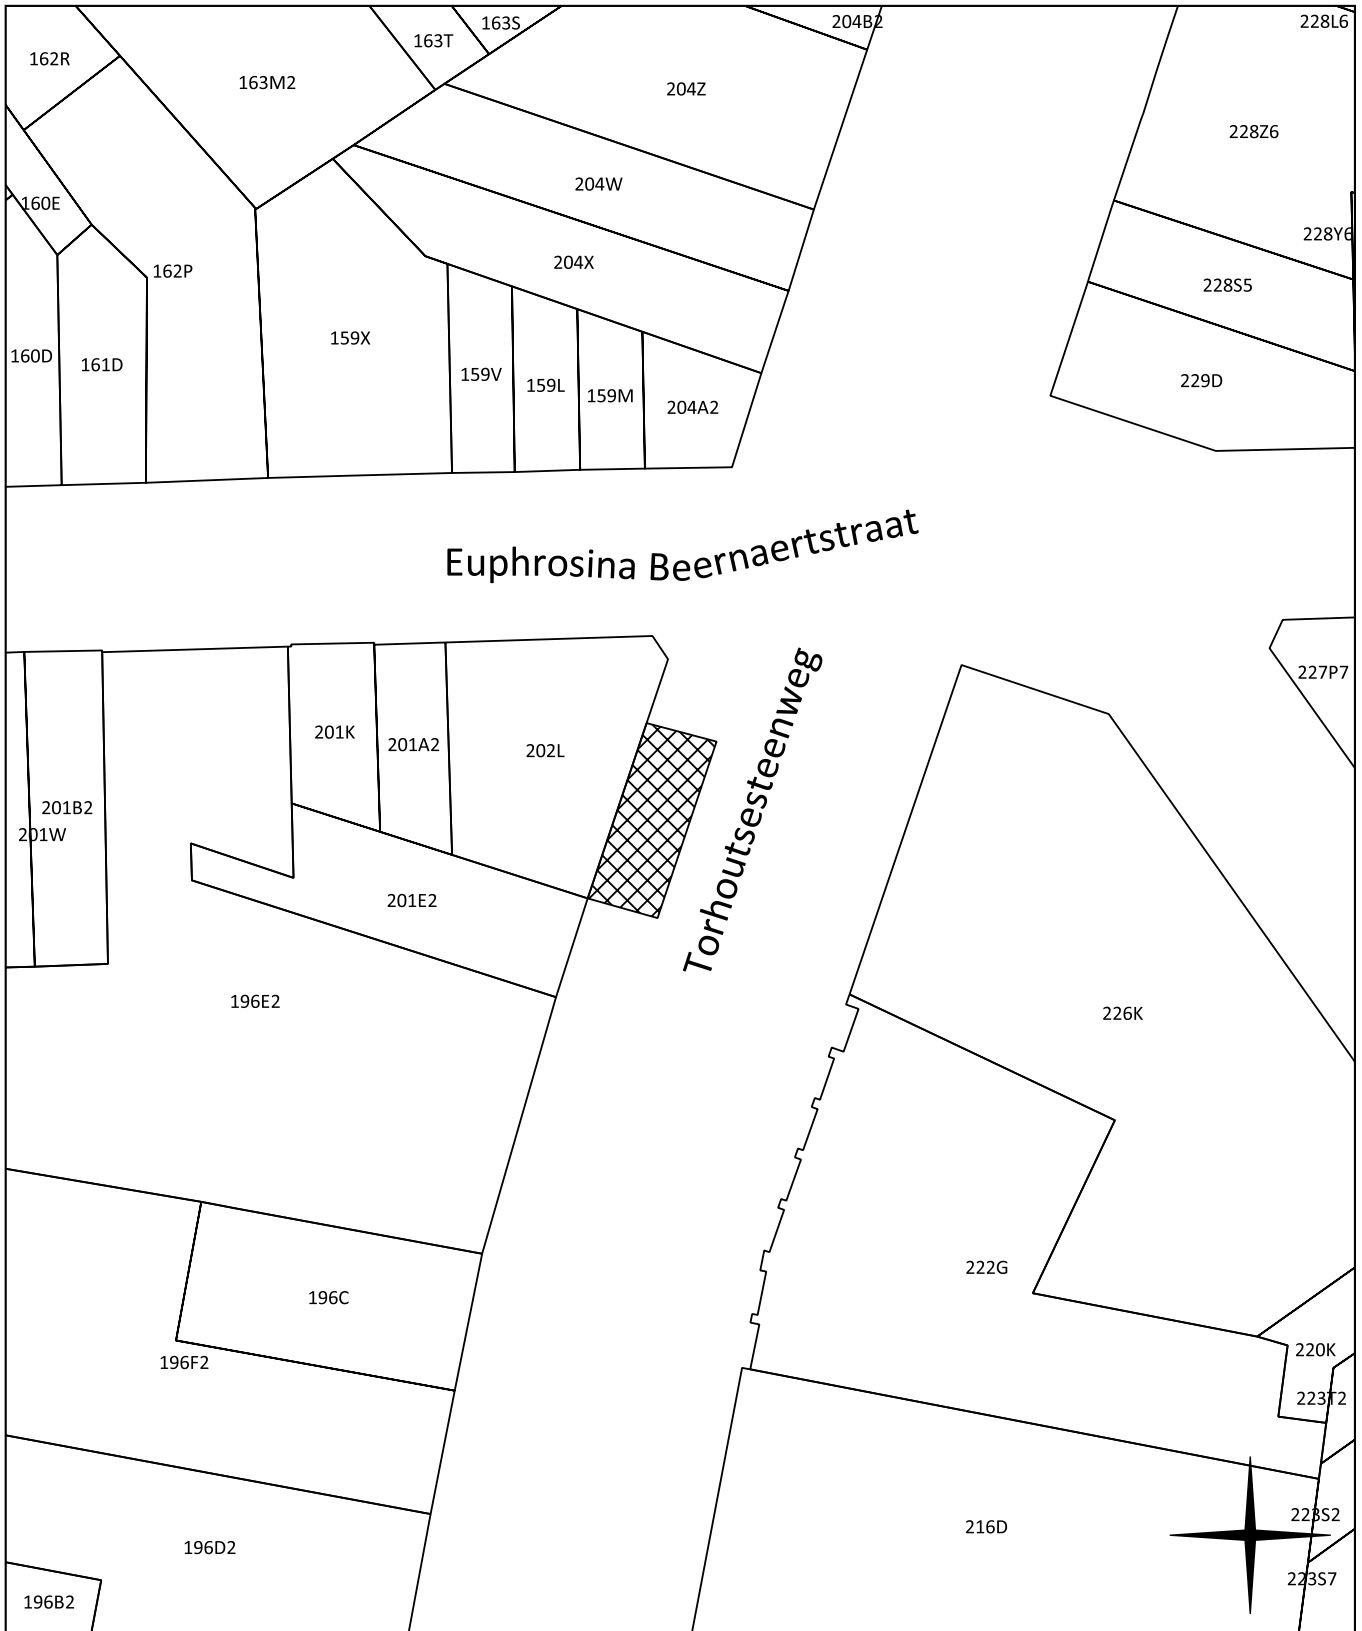 163S
204B2
228L6
163T
162R
163M2
204Z
228Z6
204W
160E
228Y6
204X
162P
228S5
159X
160D
161D
159V
229D
159L
159M
204A2
Euphrosina Beernaertstraat
227P7
201K
201A2
202L
201B2
201W
Torhoutsesteenweg
201E2
196E2
226K
222G
196C
220K
196F2
223T2
223S2
216D
196D2
223S7
196B2